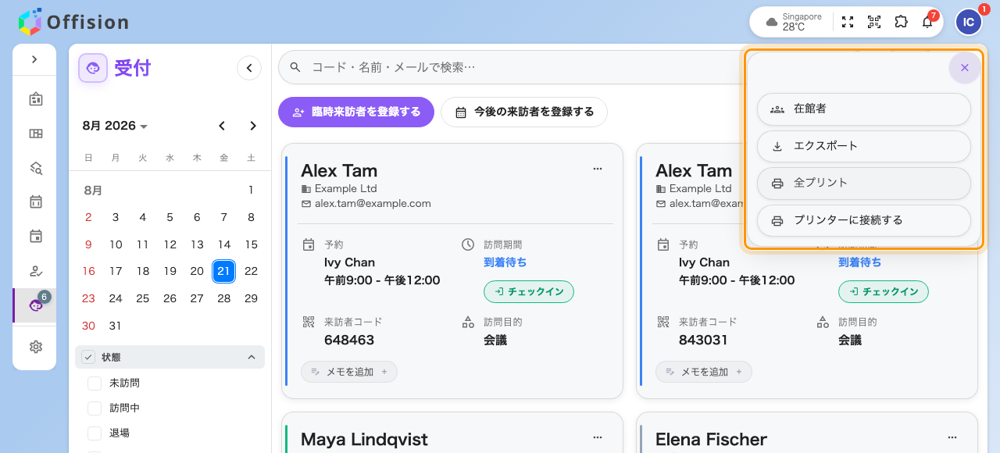 Offision
Singapore
28°C
7
IC
1
受付
コード・名前・メールで検索…
臨時来訪者を登録する
今後の来訪者を登録する
在館者
エクスポート
全プリント
プリンターに接続する
8月 2026
日 月 火 水 木 金 土
8月 1
2 3 4 5 6 7 8
9 10 11 12 13 14 15
16 17 18 19 20 21 22
23 24 25 26 27 28 29
30 31
6
状態
未訪問
訪問中
退場
Alex Tam
Example Ltd
alex.tam@example.com
予約
Ivy Chan
午前9:00 - 午後12:00
訪問期間
到着待ち
チェックイン
来訪者コード
648463
訪問目的
会議
メモを追加 +
Alex Tam
Example Ltd
alex.tam@exam
予約
Ivy Chan
午前9:00 - 午後12:00
到着待ち
チェックイン
来訪者コード
843031
訪問目的
会議
メモを追加 +
Maya Lindqvist
Elena Fischer